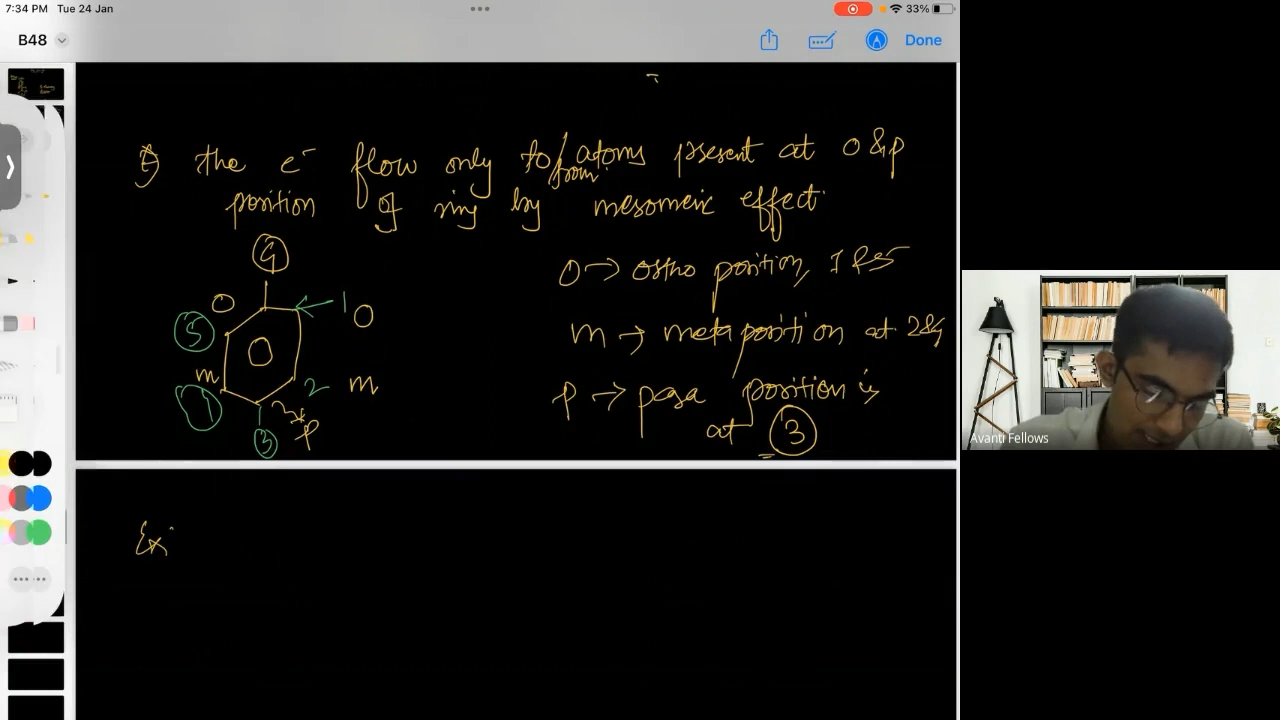 7:34 PM Tue 24 Jan
33%
B48
Done
the e⁻ flow only to/from atoms present at o & p
position of ring by mesomeric effect
G
O
1 O
5
m
2 m
4
3
p
O → ortho position, 1 & 5
m → meta position at 2 & 4
p → para position is
at 3
Ex:
Avanti Fellows